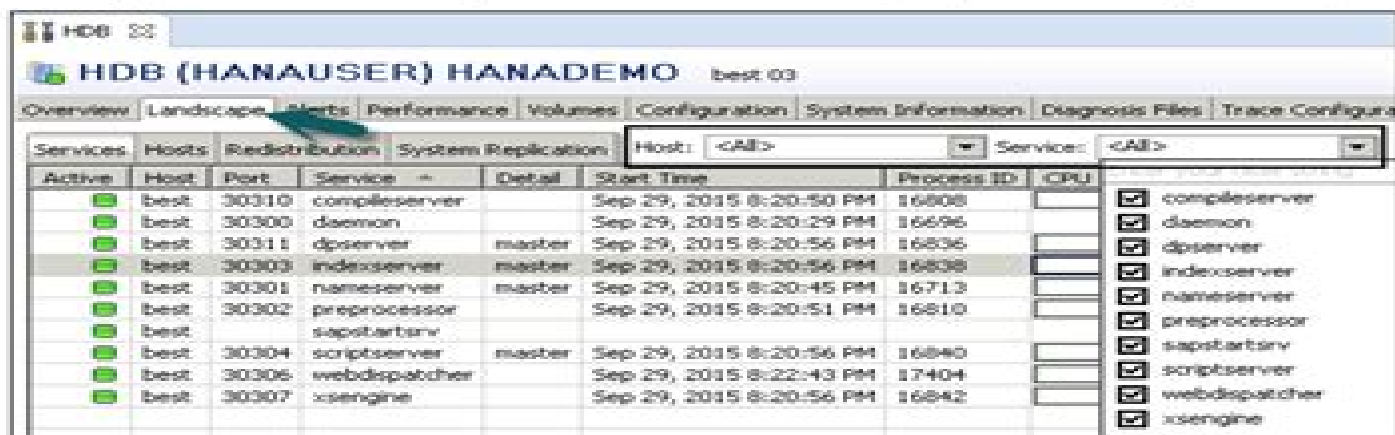 HDB
HDB (HANAUSER) HANADEMO best 03
Overview Landscape Alerts Performance Volumes Configuration System Information Diagnosis Files Trace Configura
Services Hosts Redistribution System Replication Host: <All> Service: <All>
Active Host Port Service Detail Start Time Process ID CPU
best 30310 compileserver Sep 29, 2015 8:20:50 PM 16808 compileserver
best 30300 daemon Sep 29, 2015 8:20:29 PM 16696 daemon
best 30311 dpserver master Sep 29, 2015 8:20:56 PM 16836 dpserver
best 30303 indexserver master Sep 29, 2015 8:20:56 PM 16838 indexserver
best 30301 nameserver master Sep 29, 2015 8:20:45 PM 16713 nameserver
best 30302 preprocessor Sep 29, 2015 8:20:51 PM 16810 preprocessor
best sapstartsrv sapstartsrv
best 30304 scriptserver master Sep 29, 2015 8:20:56 PM 16840 scriptserver
best 30306 webdispatcher Sep 29, 2015 8:22:43 PM 17404 webdispatcher
best 30307 xsengine Sep 29, 2015 8:20:56 PM 16842 xsengine